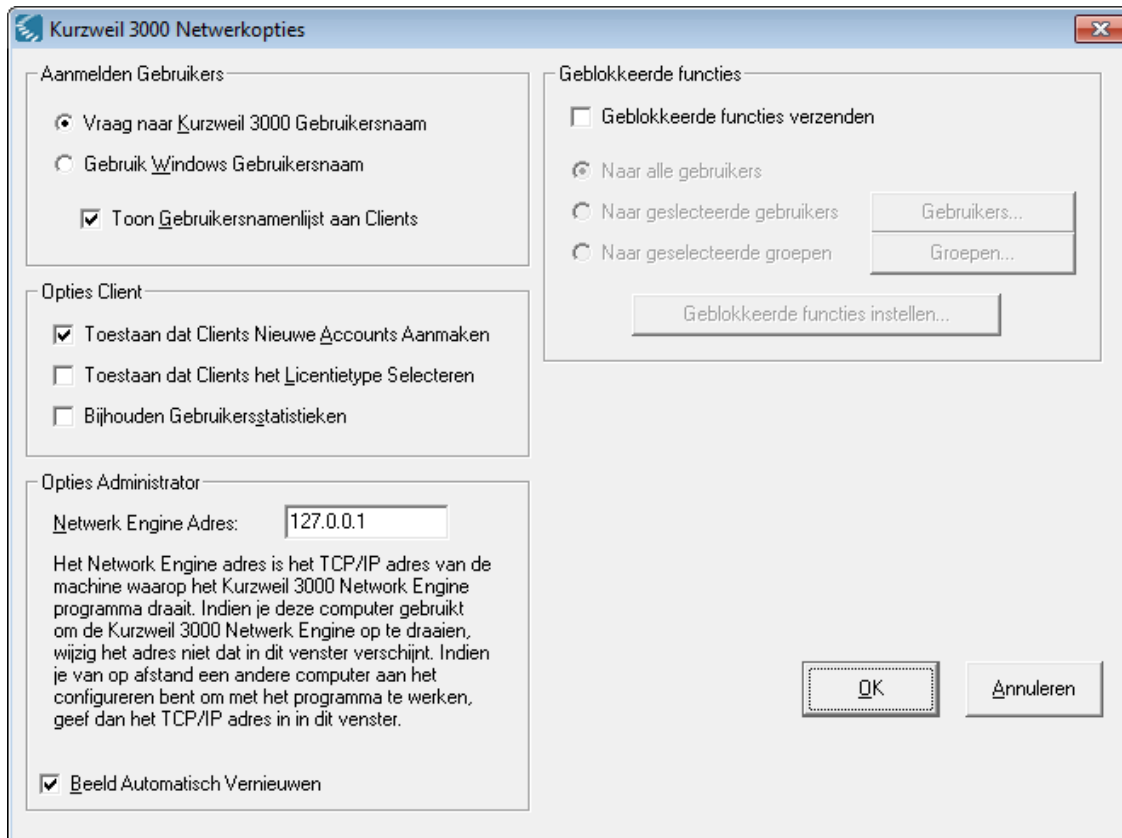 Kurzweil 3000 Netwerkopties
Aanmelden Gebruikers
Vraag naar Kurzweil 3000 Gebruikersnaam
Gebruik Windows Gebruikersnaam
Toon Gebruikersnamenlijst aan Clients
Opties Client
Toestaan dat Clients Nieuwe Accounts Aanmaken
Toestaan dat Clients het Licentietype Selecteren
Bijhouden Gebruikersstatistieken
Opties Administrator
Netwerk Engine Adres:
127.0.0.1
Het Network Engine adres is het TCP/IP adres van de
machine waarop het Kurzweil 3000 Network Engine
programma draait. Indien je deze computer gebruikt
om de Kurzweil 3000 Netwerk Engine op te draaien,
wijzig het adres niet dat in dit venster verschijnt. Indien
je van op afstand een andere computer aan het
configureren bent om met het programma te werken,
geef dan het TCP/IP adres in in dit venster.
Beeld Automatisch Vernieuwen
Geblokkeerde functies
Geblokkeerde functies verzenden
Naar alle gebruikers
Naar geslecteerde gebruikers
Gebruikers...
Naar geselecteerde groepen
Groepen...
Geblokkeerde functies instellen...
OK
Annuleren